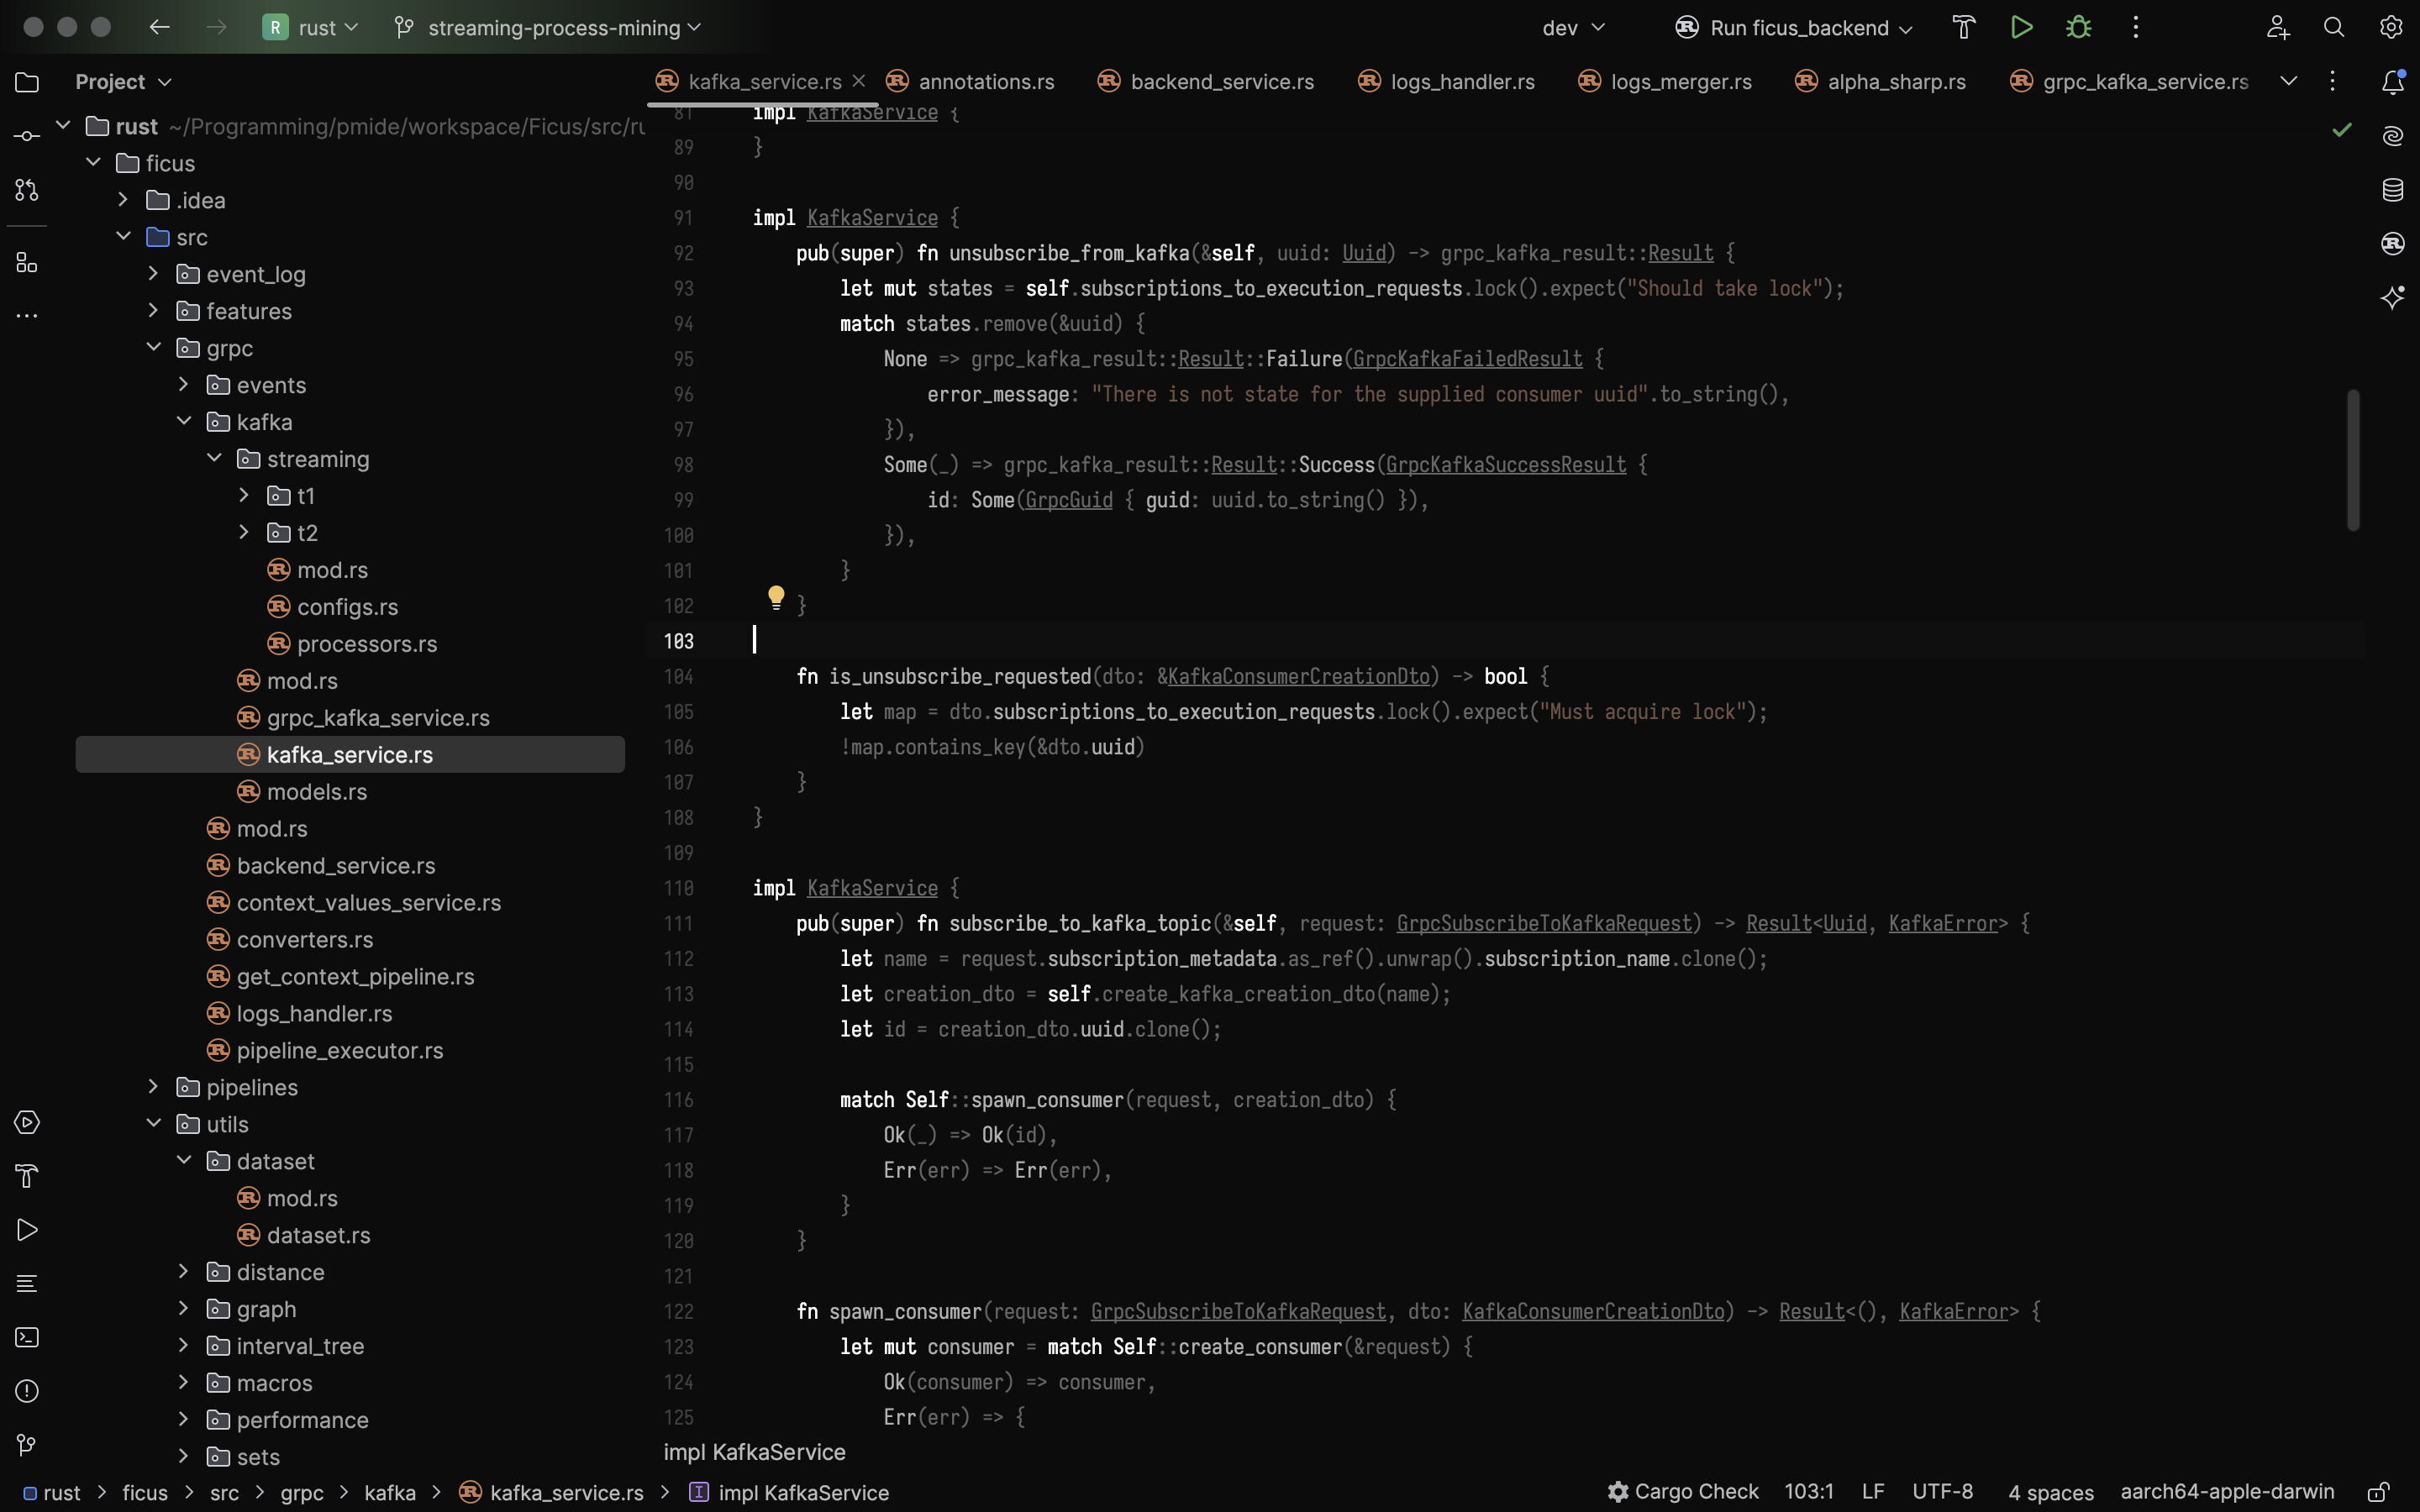 R rust streaming-process-mining dev Run ficus_backend
Project
kafka_service.rs annotations.rs backend_service.rs logs_handler.rs logs_merger.rs alpha_sharp.rs grpc_kafka_service.rs
rust ~/Programming/pmide/workspace/Ficus/src/ru
ficus
.idea
src
event_log
features
grpc
events
kafka
streaming
t1
t2
mod.rs
configs.rs
processors.rs
mod.rs
grpc_kafka_service.rs
kafka_service.rs
models.rs
mod.rs
backend_service.rs
context_values_service.rs
converters.rs
get_context_pipeline.rs
logs_handler.rs
pipeline_executor.rs
pipelines
utils
dataset
mod.rs
dataset.rs
distance
graph
interval_tree
macros
performance
sets
81 impl KafkaService {
89 }
90
91 impl KafkaService {
92 pub(super) fn unsubscribe_from_kafka(&self, uuid: Uuid) -> grpc_kafka_result::Result {
93 let mut states = self.subscriptions_to_execution_requests.lock().expect("Should take lock");
94 match states.remove(&uuid) {
95 None => grpc_kafka_result::Result::Failure(GrpcKafkaFailedResult {
96 error_message: "There is not state for the supplied consumer uuid".to_string(),
97 }),
98 Some(_) => grpc_kafka_result::Result::Success(GrpcKafkaSuccessResult {
99 id: Some(GrpcGuid { guid: uuid.to_string() }),
100 }),
101 }
102 }
103
104 fn is_unsubscribe_requested(dto: &KafkaConsumerCreationDto) -> bool {
105 let map = dto.subscriptions_to_execution_requests.lock().expect("Must acquire lock");
106 !map.contains_key(&dto.uuid)
107 }
108 }
109
110 impl KafkaService {
111 pub(super) fn subscribe_to_kafka_topic(&self, request: GrpcSubscribeToKafkaRequest) -> Result<Uuid, KafkaError> {
112 let name = request.subscription_metadata.as_ref().unwrap().subscription_name.clone();
113 let creation_dto = self.create_kafka_creation_dto(name);
114 let id = creation_dto.uuid.clone();
115
116 match Self::spawn_consumer(request, creation_dto) {
117 Ok(_) => Ok(id),
118 Err(err) => Err(err),
119 }
120 }
121
122 fn spawn_consumer(request: GrpcSubscribeToKafkaRequest, dto: KafkaConsumerCreationDto) -> Result<(), KafkaError> {
123 let mut consumer = match Self::create_consumer(&request) {
124 Ok(consumer) => consumer,
125 Err(err) => {
impl KafkaService
rust > ficus > src > grpc > kafka > kafka_service.rs > impl KafkaService Cargo Check 103:1 LF UTF-8 4 spaces aarch64-apple-darwin